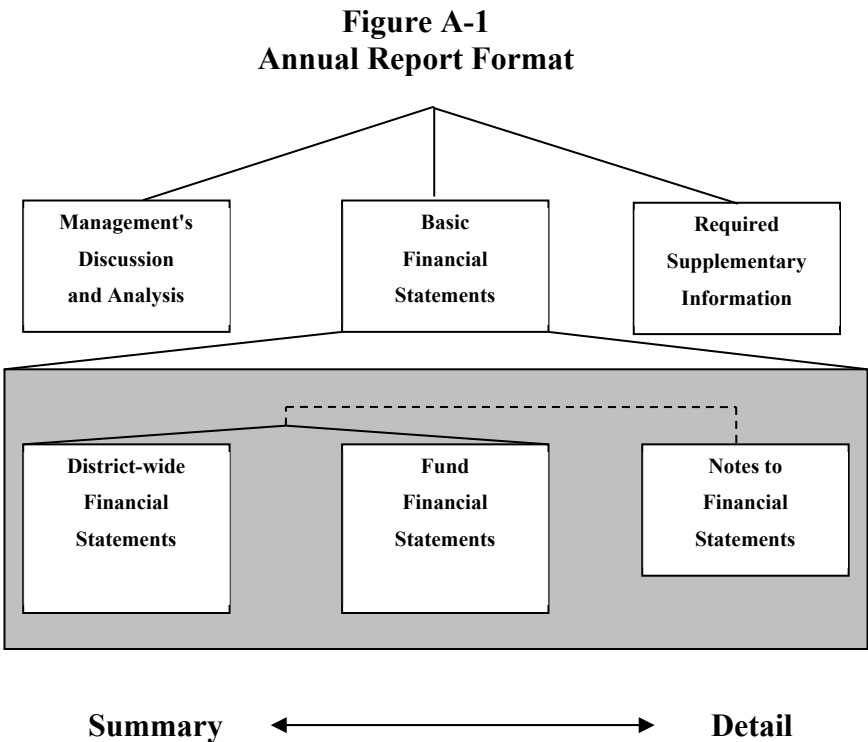 Figure A-1
Annual Report Format
Management's
Discussion
and Analysis
Basic
Financial
Statements
Required
Supplementary
Information
District-wide
Financial
Statements
Fund
Financial
Statements
Notes to
Financial
Statements
Summary
Detail